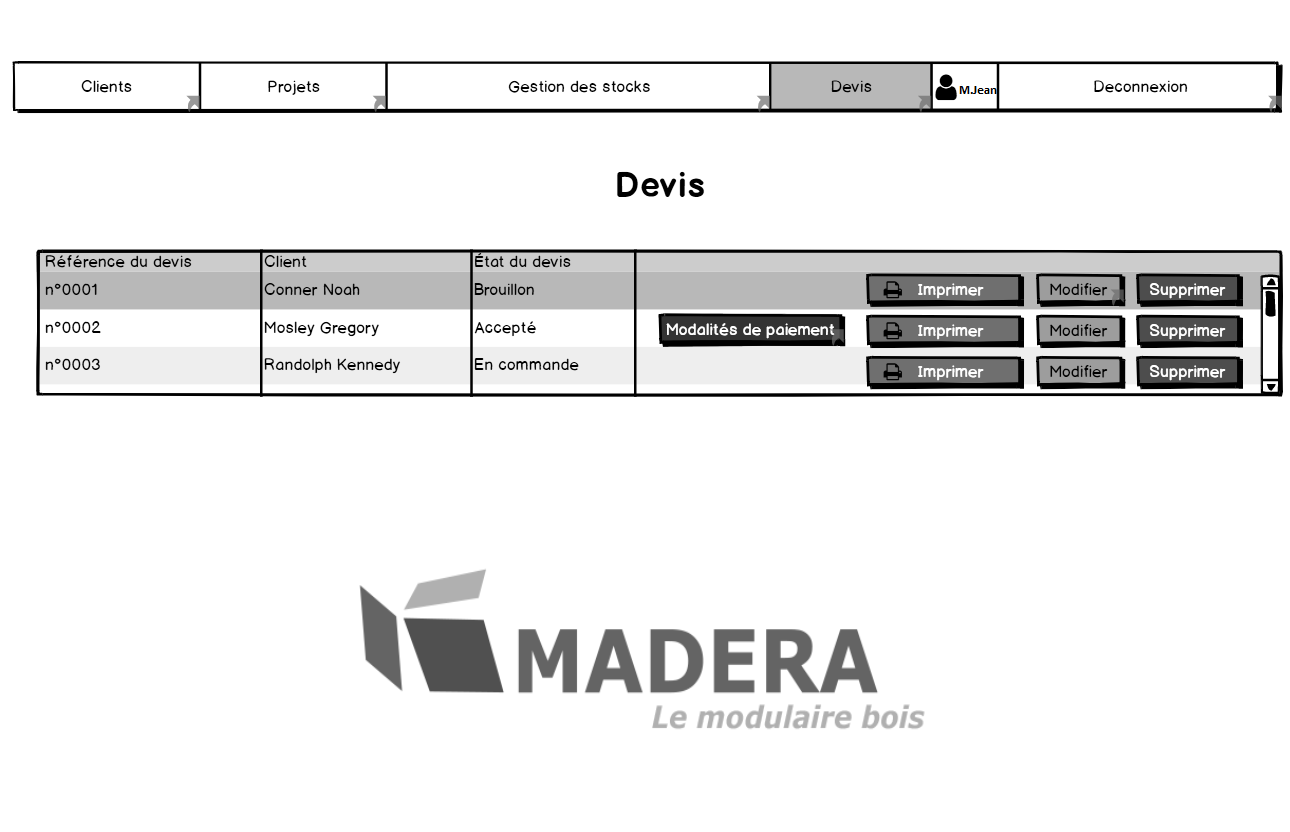 Clients Projets Gestion des stocks Devis M.Jean Deconnexion
Devis
Référence du devis Client État du devis
n°0001 Conner Noah Brouillon Imprimer Modifier Supprimer
n°0002 Mosley Gregory Accepté Modalités de paiement Imprimer Modifier Supprimer
n°0003 Randolph Kennedy En commande Imprimer Modifier Supprimer
MADERA
Le modulaire bois